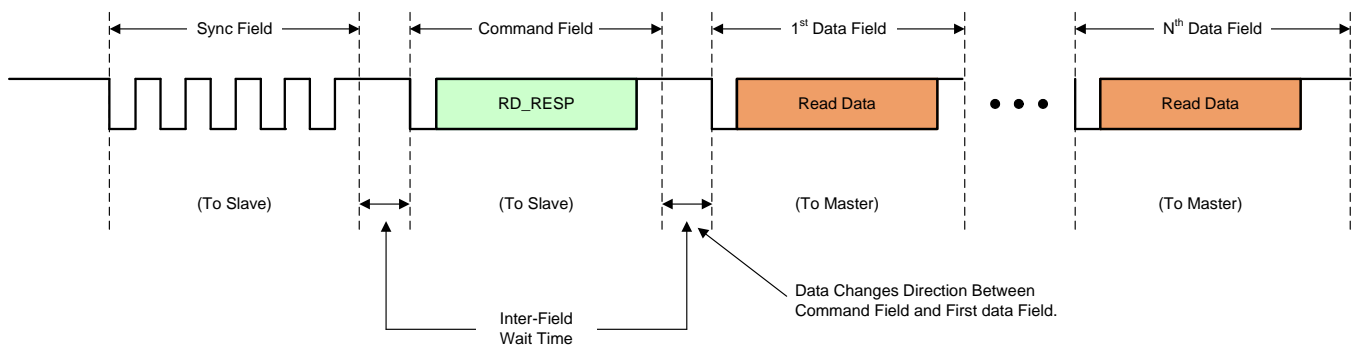 Sync Field
Command Field
1st Data Field
Nth Data Field
RD_RESP
Read Data
Read Data
(To Slave)
(To Slave)
(To Master)
(To Master)
Data Changes Direction Between
Command Field and First data Field.
Inter-Field
Wait Time